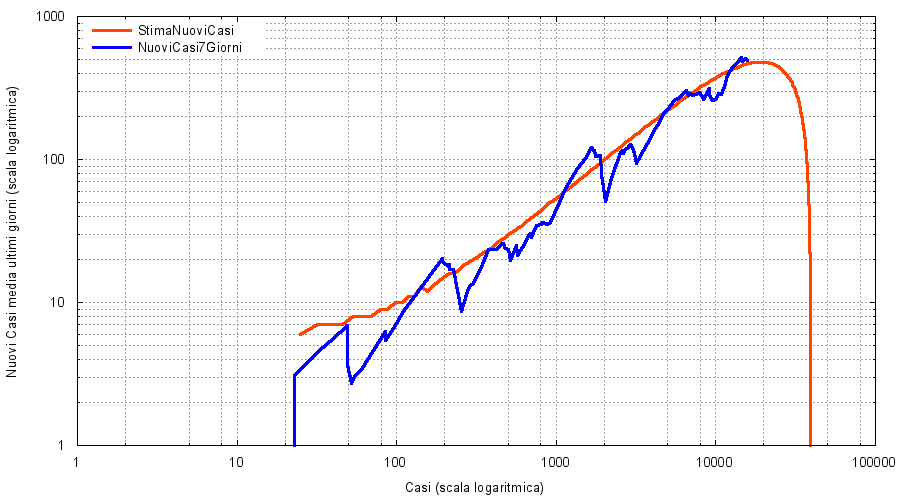 1000
StimaNuoviCasi
NuoviCasi7Giorni
100
10
1
Nuovi Casi media ultimi giorni (scala logaritmica)
1 10 100 1000 10000 100000
Casi (scala logaritmica)